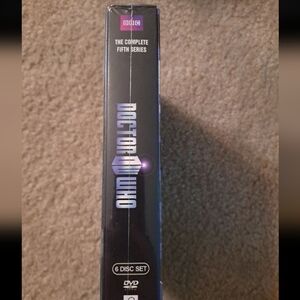 BBC
THE COMPLETE
FIFTH SERIES
DOCTOR
WHO
6 DISC SET
DVD